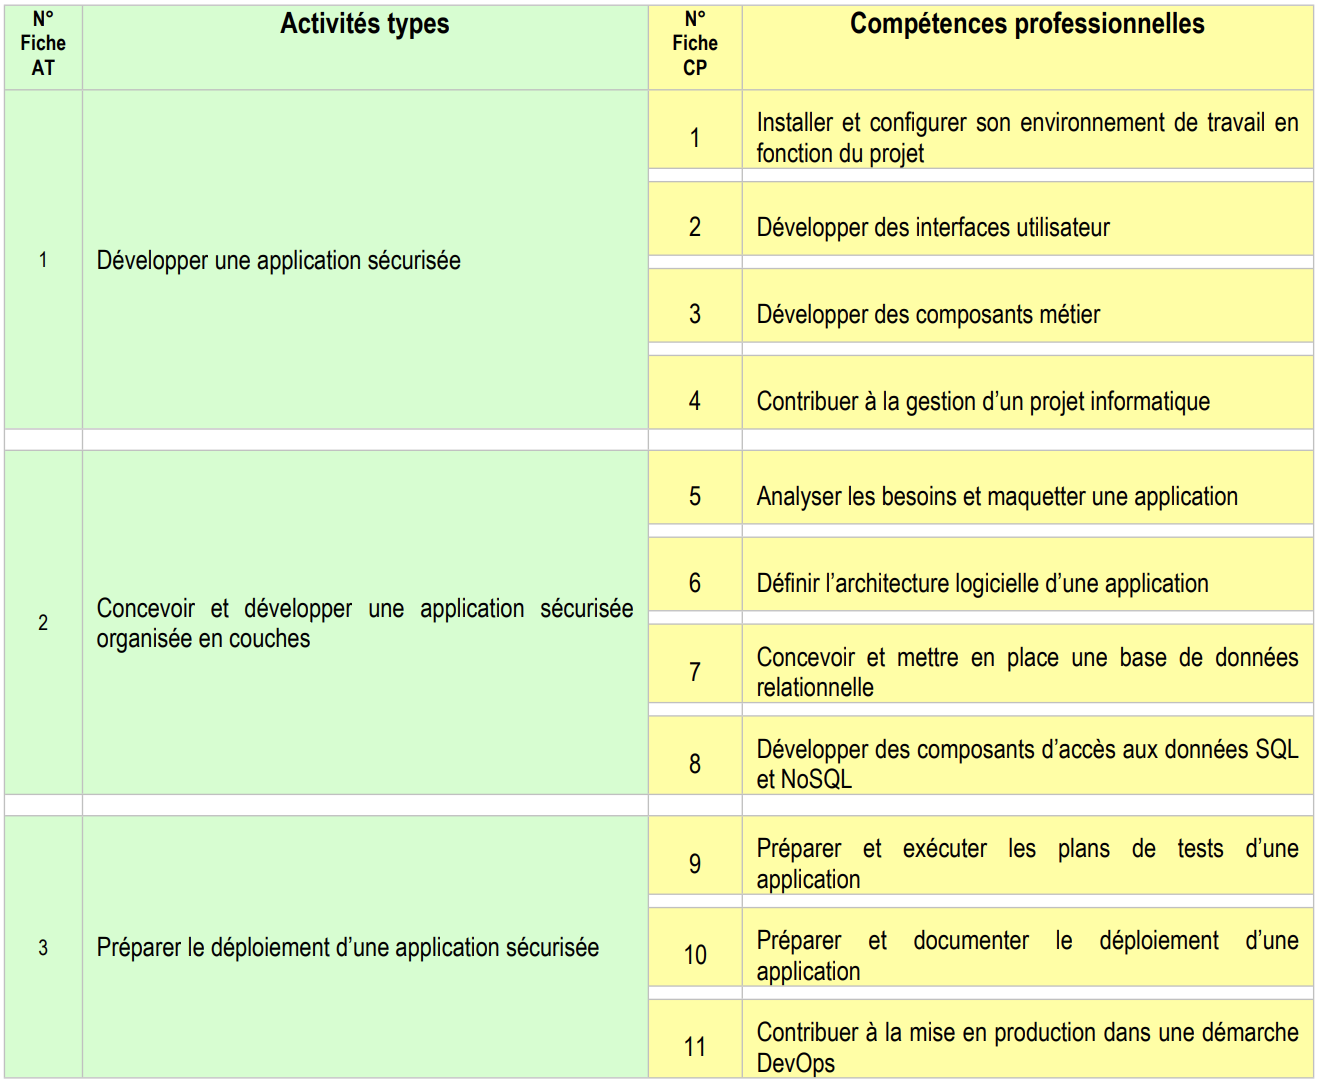 N°
Fiche
AT
Activités types
N°
Fiche
CP
Compétences professionnelles
1
Développer une application sécurisée
1
Installer et configurer son environnement de travail en
fonction du projet
2
Développer des interfaces utilisateur
3
Développer des composants métier
4
Contribuer à la gestion d’un projet informatique
2
Concevoir et développer une application sécurisée
organisée en couches
5
Analyser les besoins et maquetter une application
6
Définir l’architecture logicielle d’une application
7
Concevoir et mettre en place une base de données
relationnelle
8
Développer des composants d’accès aux données SQL
et NoSQL
3
Préparer le déploiement d’une application sécurisée
9
Préparer et exécuter les plans de tests d’une
application
10
Préparer et documenter le déploiement d’une
application
11
Contribuer à la mise en production dans une démarche
DevOps